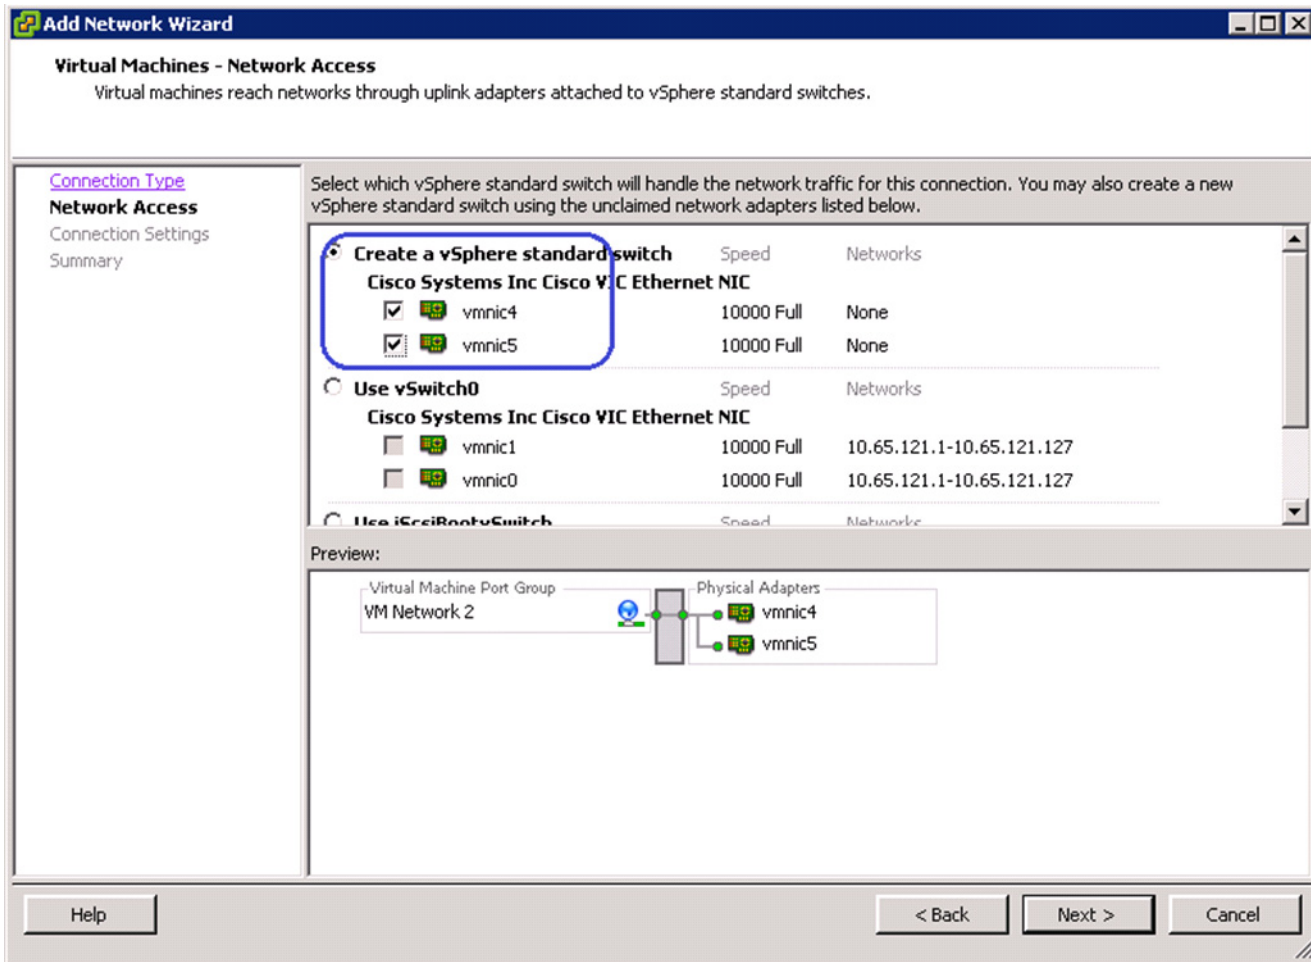 Add Network Wizard
Virtual Machines - Network Access
Virtual machines reach networks through uplink adapters attached to vSphere standard switches.
Connection Type
Network Access
Connection Settings
Summary
Select which vSphere standard switch will handle the network traffic for this connection. You may also create a new
vSphere standard switch using the unclaimed network adapters listed below.
Create a vSphere standard switch Speed Networks
Cisco Systems Inc Cisco VIC Ethernet NIC
vmnic4 10000 Full None
vmnic5 10000 Full None
Use vSwitch0 Speed Networks
Cisco Systems Inc Cisco VIC Ethernet NIC
vmnic1 10000 Full 10.65.121.1-10.65.121.127
vmnic0 10000 Full 10.65.121.1-10.65.121.127
Use iScsiBootvSwitch Speed Networks
Preview:
Virtual Machine Port Group Physical Adapters
VM Network 2 vmnic4
vmnic5
Help < Back Next > Cancel